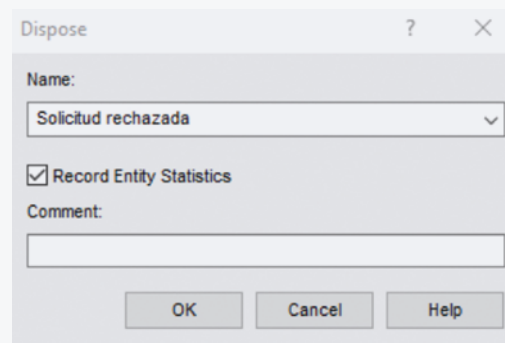 Dispose ?
Name:
Solicitud rechazada
Record Entity Statistics
Comment:
OK Cancel Help